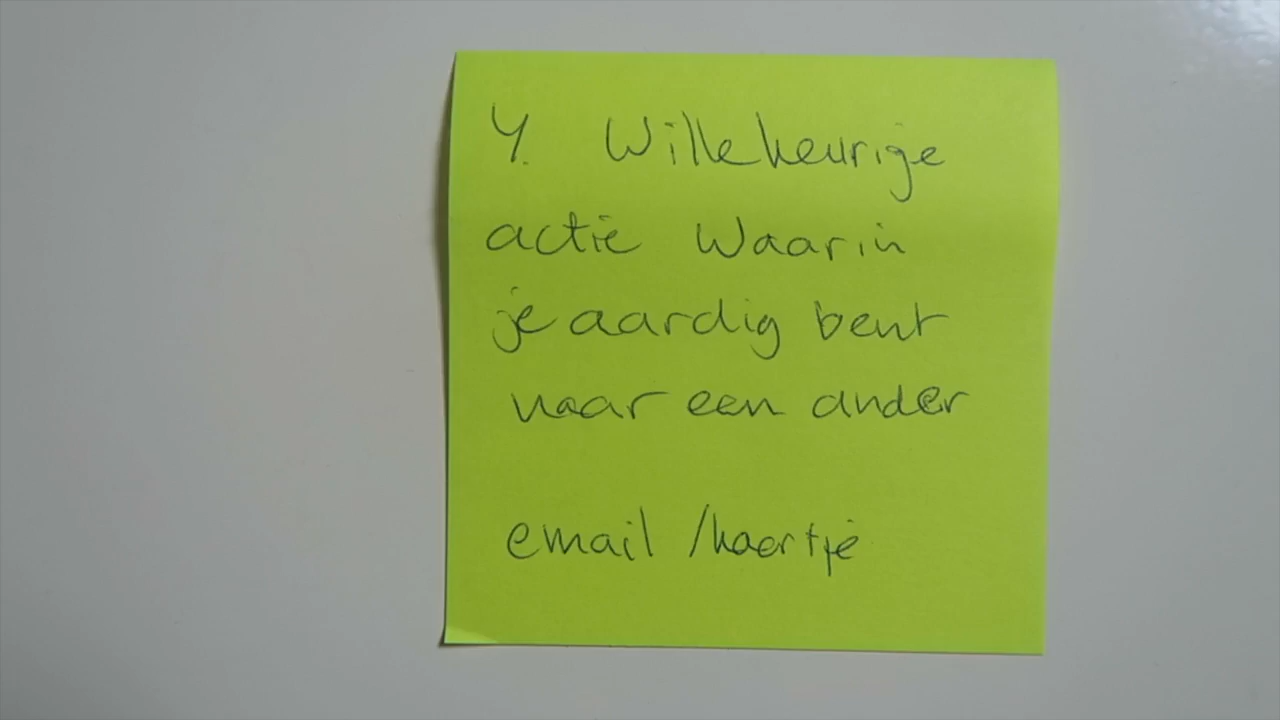 4. Willekeurige
actie waarin
je aardig bent
naar een ander
email / kaartje